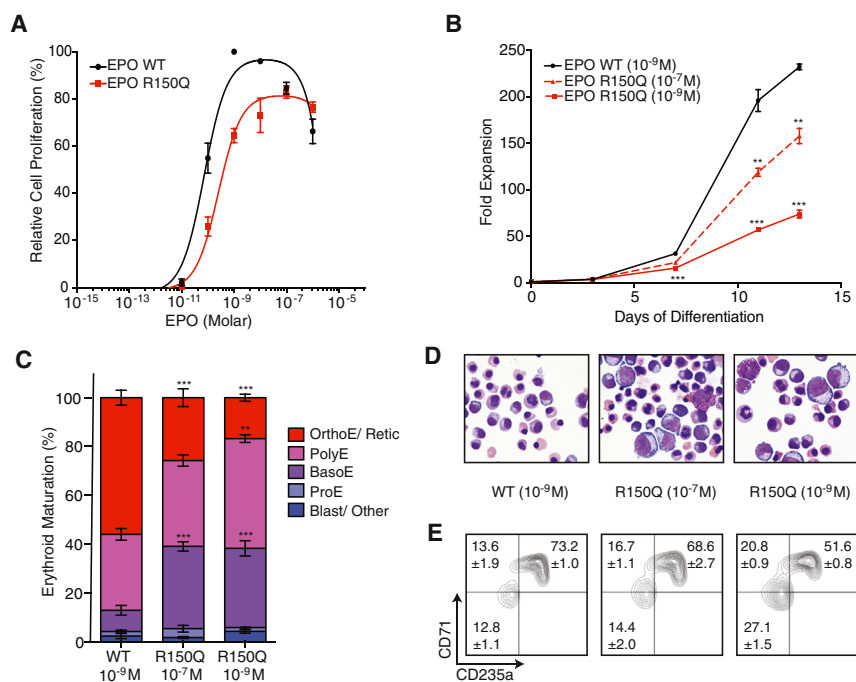 A
EPO WT
EPO R150Q
Relative Cell Proliferation (%)
100
80
60
40
20
0
10-15
10-13
10-11
10-9
10-7
10-5
EPO (Molar)
B
EPO WT (10-9M)
EPO R150Q (10-7M)
EPO R150Q (10-9M)
Fold Expansion
250
200
150
100
50
0
**
**
***
***
***
0
5
10
15
Days of Differentiation
C
Erythroid Maturation (%)
100
80
60
40
20
0
***
***
**
***
***
WT
10-9M
R150Q
10-7M
R150Q
10-9M
OrthoE/ Retic
PolyE
BasoE
ProE
Blast/ Other
D
WT (10-9M)
R150Q (10-7M)
R150Q (10-9M)
E
13.6
±1.9
73.2
±1.0
12.8
±1.1
16.7
±1.1
68.6
±2.7
14.4
±2.0
20.8
±0.9
51.6
±0.8
27.1
±1.5
CD71
CD235a